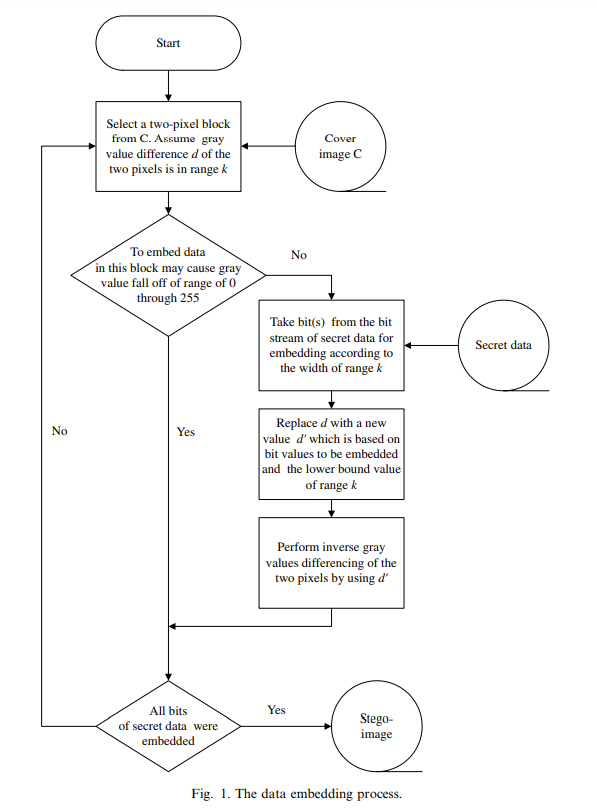 Start
Select a two-pixel block
from C. Assume gray
value difference d of the
two pixels is in range k
Cover
image C
To embed data
in this block may cause gray
value fall off of range of 0
through 255
No
Take bit(s) from the bit
stream of secret data for
embedding according to
the width of range k
Secret data
Replace d with a new
value d' which is based on
bit values to be embedded
and the lower bound value
of range k
No
Yes
Perform inverse gray
values differencing of the
two pixels by using d'
All bits
of secret data were
embedded
Yes
Stego-
image
Fig. 1. The data embedding process.